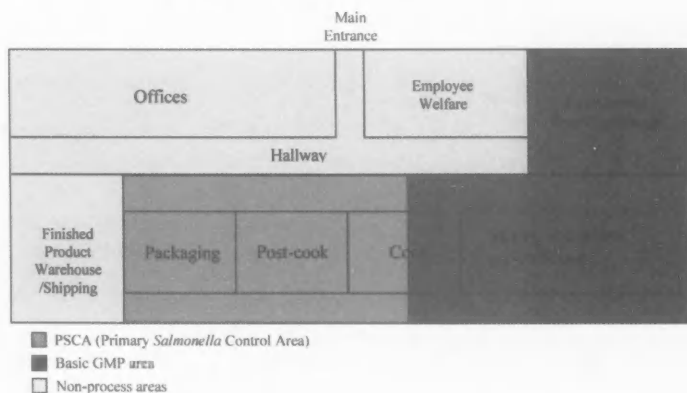 Main
Entrance
Offices
Employee
Welfare
Hallway
Finished
Product
Warehouse
/Shipping
Packaging
Post-cook
PSCA (Primary Salmonella Control Area)
Basic GMP area
Non-process areas